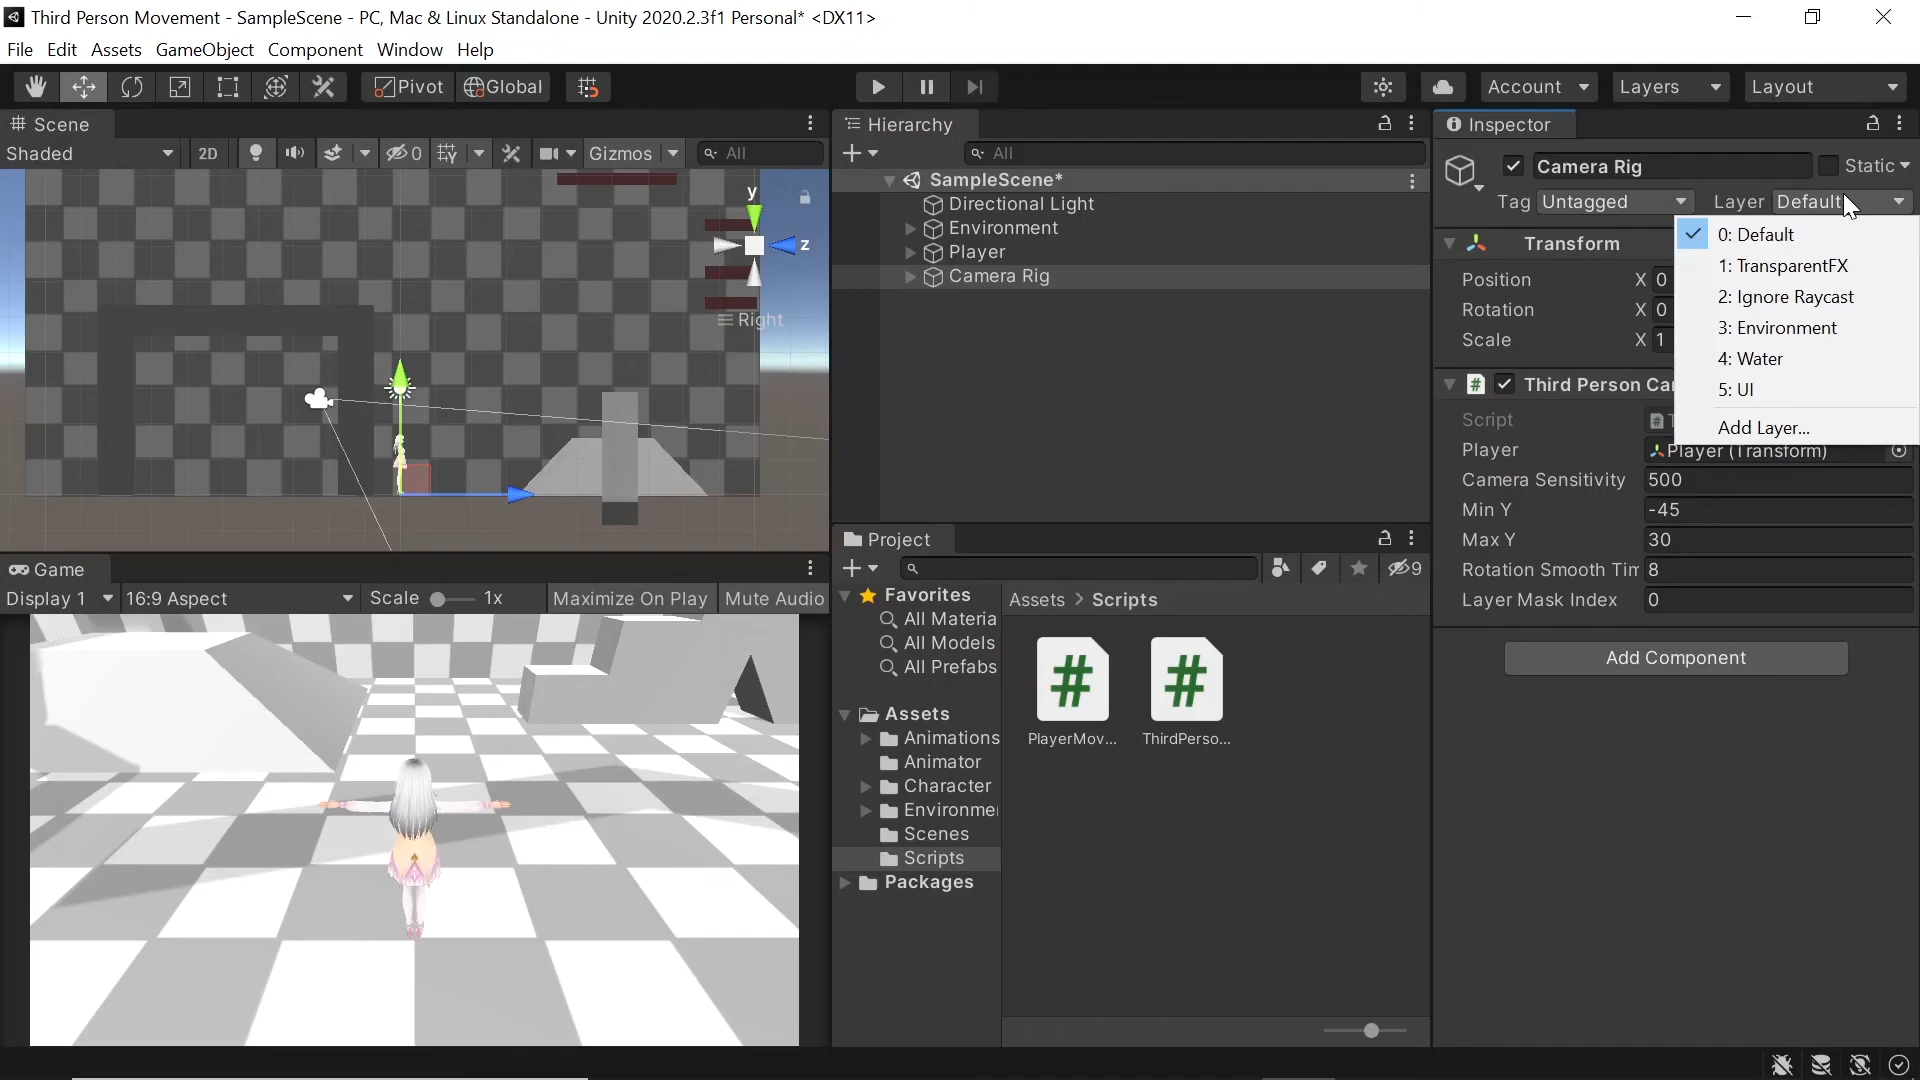 Third Person Movement - SampleScene - PC, Mac & Linux Standalone - Unity 2020.2.3f1 Personal* <DX11>
File Edit Assets GameObject Component Window Help
Pivot Global Account Layers Layout
Scene
Shaded 2D 0 Gizmos All
y
z
Right
Game
Display 1 16:9 Aspect Scale 1x Maximize On Play Mute Audio
Hierarchy
All
SampleScene*
Directional Light
Environment
Player
Camera Rig
Project
9
Favorites
All Materia
All Models
All Prefabs
Assets
Animations
Animator
Character
Environme
Scenes
Scripts
Packages
Assets > Scripts
PlayerMov...
ThirdPerso...
Inspector
Camera Rig Static
Tag Untagged Layer Default
0: Default
1: TransparentFX
2: Ignore Raycast
3: Environment
4: Water
5: UI
Add Layer...
Transform
Position X 0
Rotation X 0
Scale X 1
Third Person Ca
Script
Player Player (Transform)
Camera Sensitivity 500
Min Y -45
Max Y 30
Rotation Smooth Tim 8
Layer Mask Index 0
Add Component